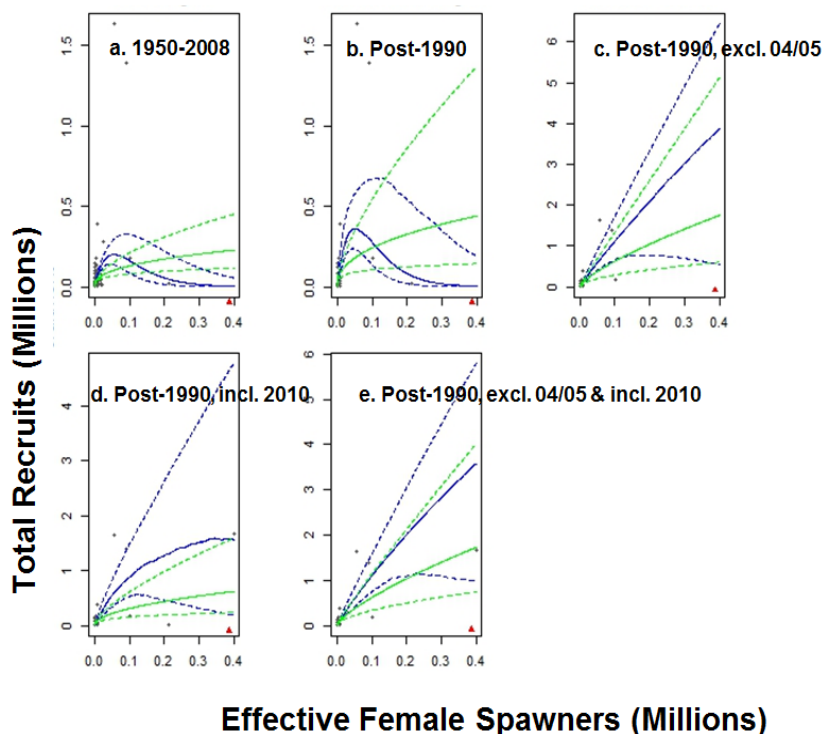 a. 1950-2008
b. Post-1990
c. Post-1990, excl. 04/05
1.5
1.0
0.5
0.0
1.5
1.0
0.5
0.0
6
5
4
3
2
1
0
0.0 0.1 0.2 0.3 0.4
0.0 0.1 0.2 0.3 0.4
0.0 0.1 0.2 0.3 0.4
Total Recruits (Millions)
d. Post-1990, incl. 2010
e. Post-1990, excl. 04/05 & incl. 2010
4
3
2
1
0
6
5
4
3
2
1
0
0.0 0.1 0.2 0.3 0.4
0.0 0.1 0.2 0.3 0.4
Effective Female Spawners (Millions)